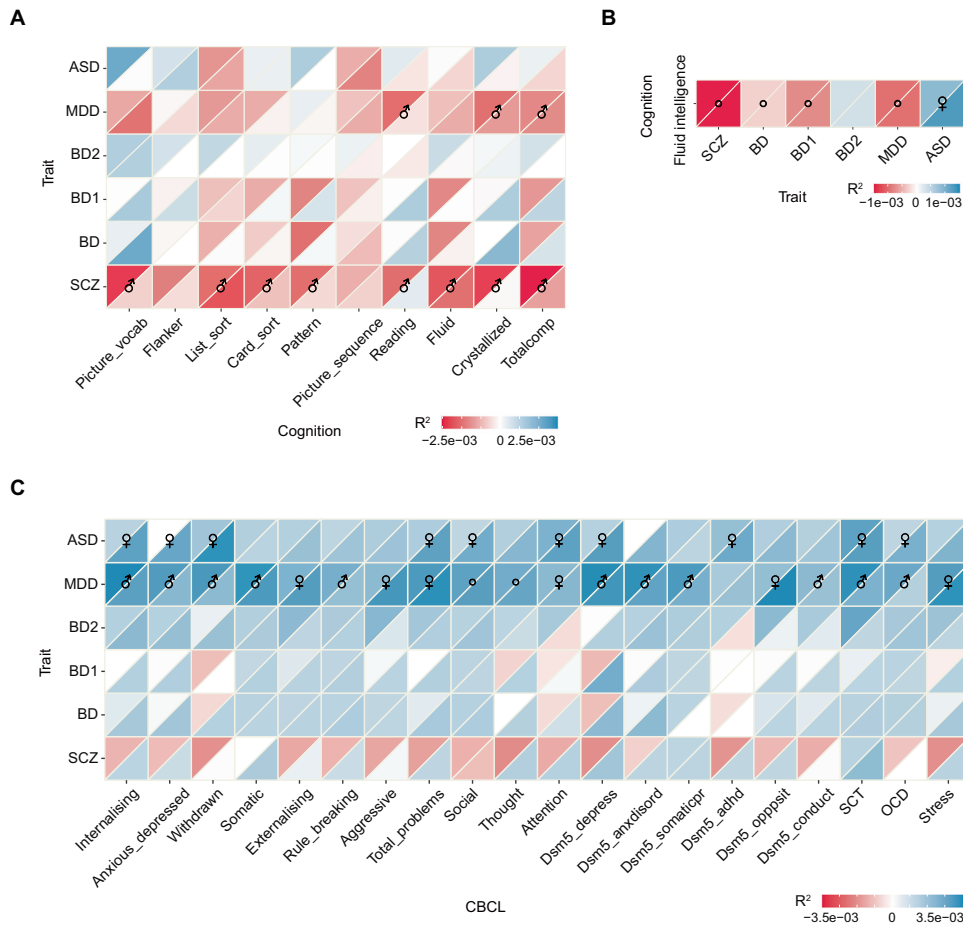 A
Trait
ASD
MDD ♂ ♂ ♂
BD2
BD1
BD
SCZ ♂ ♂ ♂ ♂ ♂ ♂ ♂ ♂
Picture_vocab
Flanker
List_sort
Card_sort
Pattern
Picture_sequence
Reading
Fluid
Crystallized
Totalcomp
Cognition
R²
−2.5e−03 0 2.5e−03
B
Cognition
Fluid intelligence
SCZ
BD
BD1
BD2
MDD
ASD
♀
Trait
R²
−1e−03 0 1e−03
C
Trait
ASD ♀ ♀ ♀ ♀ ♀ ♀ ♀ ♀ ♀ ♀
MDD ♂ ♂ ♂ ♂ ♀ ♂ ♀ ♀ ○ ○ ♀ ♂ ♂ ♂ ♀ ♂ ♂ ♂ ♀
BD2
BD1
BD
SCZ
Internalising
Anxious_depressed
Withdrawn
Somatic
Externalising
Rule_breaking
Aggressive
Total_problems
Social
Thought
Attention
Dsm5_depress
Dsm5_anxdisord
Dsm5_somaticpr
Dsm5_adhd
Dsm5_opppsit
Dsm5_conduct
SCT
OCD
Stress
CBCL
R²
−3.5e−03 0 3.5e−03